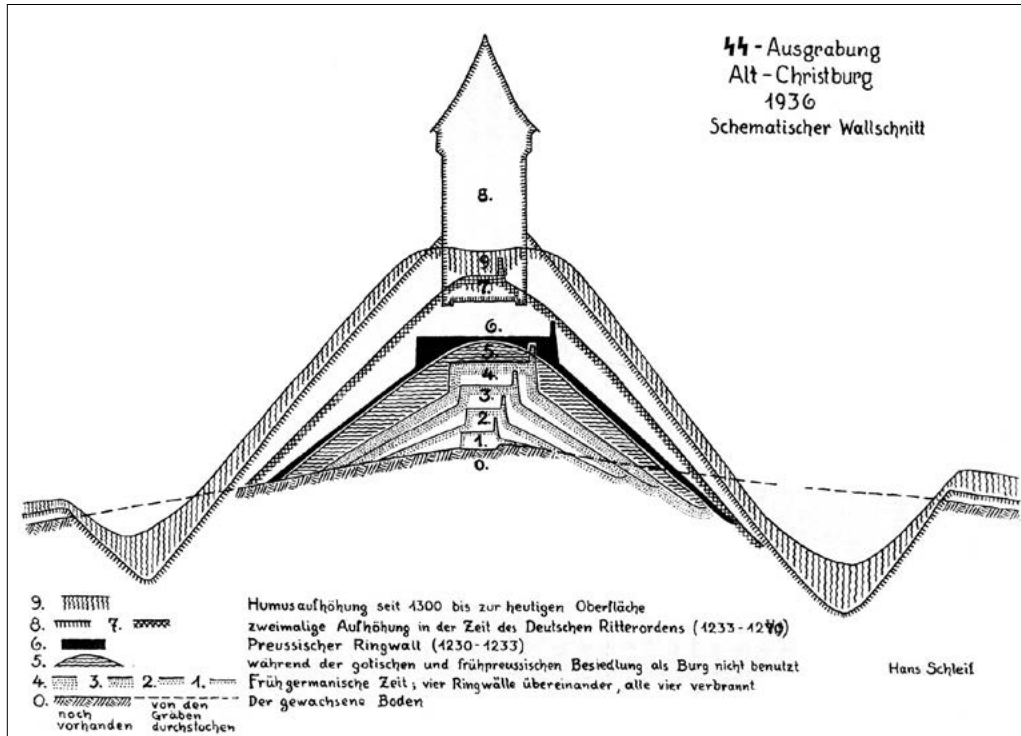 ᛋᛋ-Ausgrabung
Alt-Christburg
1936
Schematischer Wallschnitt
8.
9.
7.
6.
5.
4.
3.
2.
1.
0.
9. Humusaufhöhung seit 1300 bis zur heutigen Oberfläche
8. 7. zweimalige Aufhöhung in der Zeit des Deutschen Ritterordens (1233-1270)
6. Preussischer Ringwall (1230-1233)
5. während der gotischen und frühpreussischen Besiedlung als Burg nicht benutzt
Hans Schleif
4. 3. 2. 1. Frühgermanische Zeit; vier Ringwälle übereinander, alle vier verbrannt
0. Der gewachsene Boden
noch vorhanden
von den Gräben durchstochen